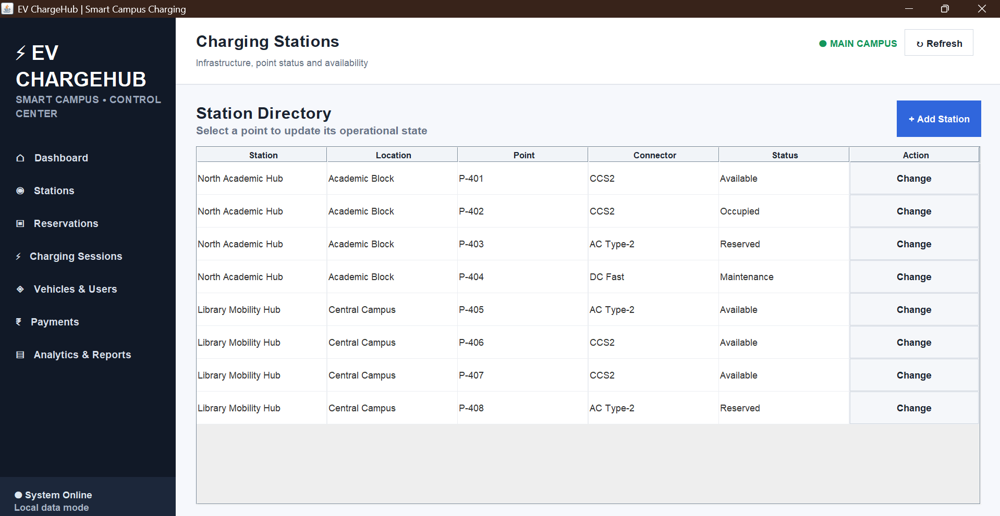 EV ChargeHub | Smart Campus Charging
⚡ EV
CHARGEHUB
SMART CAMPUS • CONTROL
CENTER
Dashboard
Stations
Reservations
⚡ Charging Sessions
Vehicles & Users
₹ Payments
Analytics & Reports
● System Online
Local data mode
Charging Stations
Infrastructure, point status and availability
● MAIN CAMPUS
↻ Refresh
Station Directory
Select a point to update its operational state
+ Add Station
Station Location Point Connector Status Action
North Academic Hub Academic Block P-401 CCS2 Available Change
North Academic Hub Academic Block P-402 CCS2 Occupied Change
North Academic Hub Academic Block P-403 AC Type-2 Reserved Change
North Academic Hub Academic Block P-404 DC Fast Maintenance Change
Library Mobility Hub Central Campus P-405 AC Type-2 Available Change
Library Mobility Hub Central Campus P-406 CCS2 Available Change
Library Mobility Hub Central Campus P-407 CCS2 Available Change
Library Mobility Hub Central Campus P-408 AC Type-2 Reserved Change